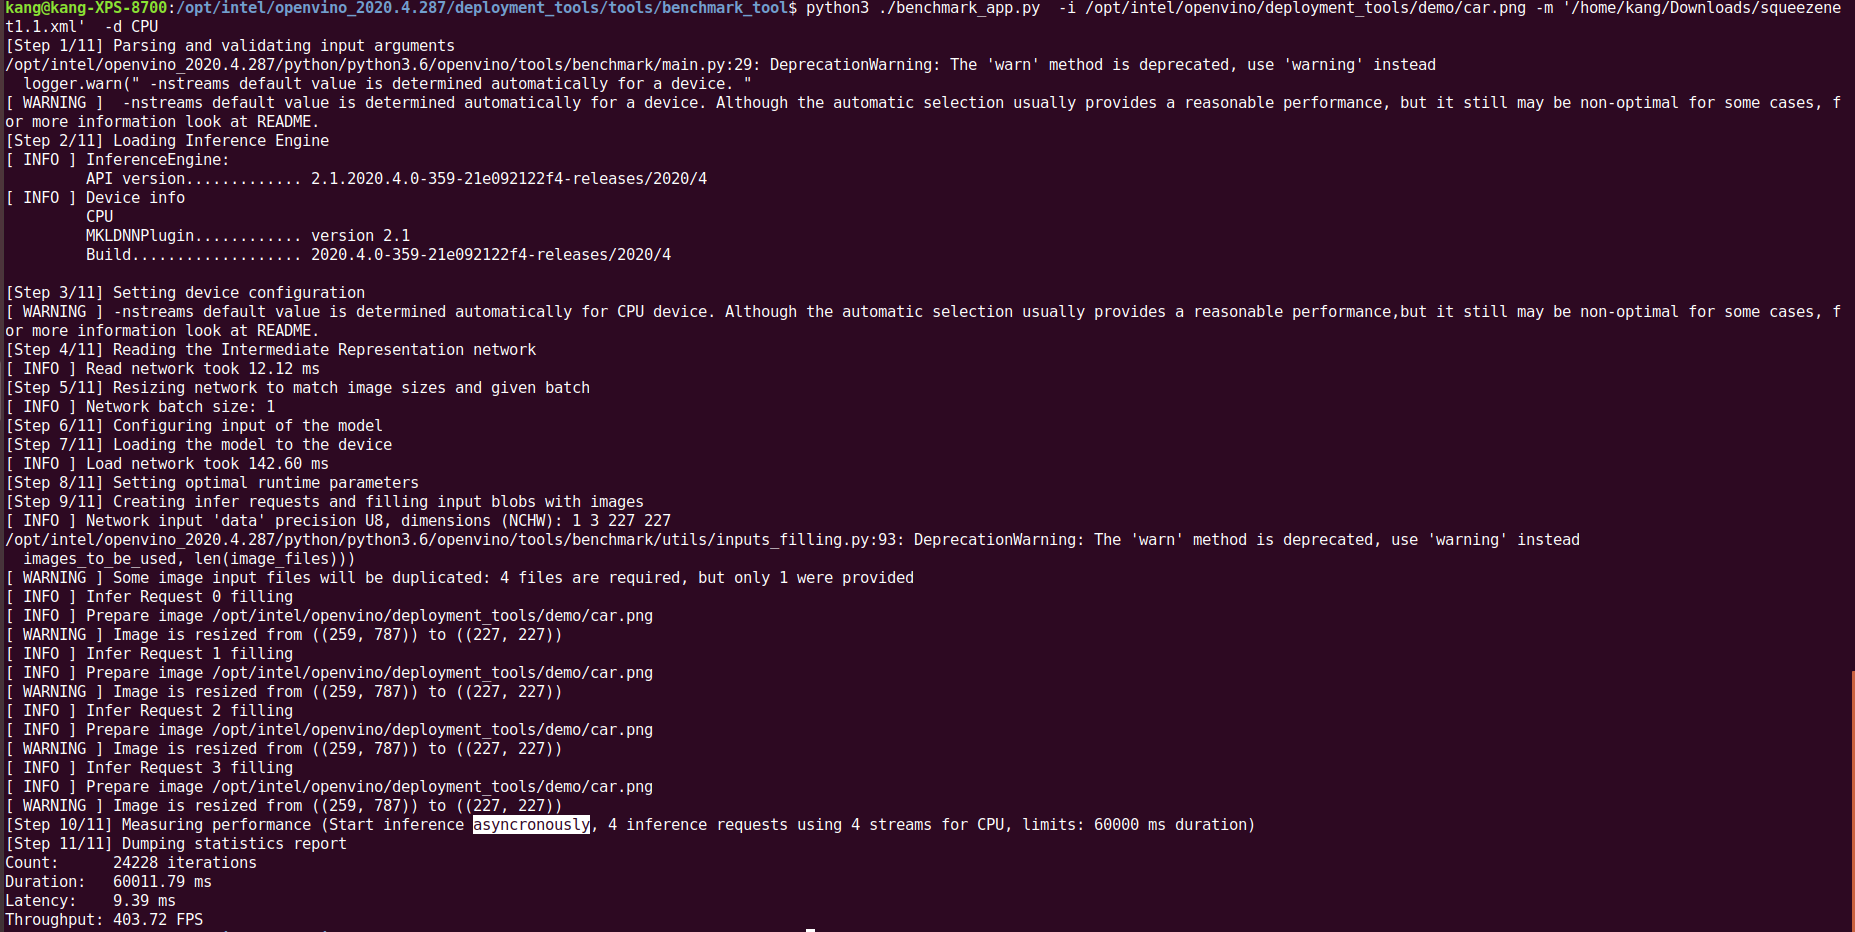 kang@kang-XPS-8700:/opt/intel/openvino_2020.4.287/deployment_tools/tools/benchmark_tool$ python3 ./benchmark_app.py  -i /opt/intel/openvino/deployment_tools/demo/car.png -m '/home/kang/Downloads/squeezene
t1.1.xml'  -d CPU
[Step 1/11] Parsing and validating input arguments
/opt/intel/openvino_2020.4.287/python/python3.6/openvino/tools/benchmark/main.py:29: DeprecationWarning: The 'warn' method is deprecated, use 'warning' instead
  logger.warn(" -nstreams default value is determined automatically for a device. "
[ WARNING ]  -nstreams default value is determined automatically for a device. Although the automatic selection usually provides a reasonable performance, but it still may be non-optimal for some cases, f
or more information look at README.
[Step 2/11] Loading Inference Engine
[ INFO ] InferenceEngine:
         API version............. 2.1.2020.4.0-359-21e092122f4-releases/2020/4
[ INFO ] Device info
         CPU
         MKLDNNPlugin............ version 2.1
         Build................... 2020.4.0-359-21e092122f4-releases/2020/4
[Step 3/11] Setting device configuration
[ WARNING ] -nstreams default value is determined automatically for CPU device. Although the automatic selection usually provides a reasonable performance,but it still may be non-optimal for some cases, f
or more information look at README.
[Step 4/11] Reading the Intermediate Representation network
[ INFO ] Read network took 12.12 ms
[Step 5/11] Resizing network to match image sizes and given batch
[ INFO ] Network batch size: 1
[Step 6/11] Configuring input of the model
[Step 7/11] Loading the model to the device
[ INFO ] Load network took 142.60 ms
[Step 8/11] Setting optimal runtime parameters
[Step 9/11] Creating infer requests and filling input blobs with images
[ INFO ] Network input 'data' precision U8, dimensions (NCHW): 1 3 227 227
/opt/intel/openvino_2020.4.287/python/python3.6/openvino/tools/benchmark/utils/inputs_filling.py:93: DeprecationWarning: The 'warn' method is deprecated, use 'warning' instead
  images_to_be_used, len(image_files)))
[ WARNING ] Some image input files will be duplicated: 4 files are required, but only 1 were provided
[ INFO ] Infer Request 0 filling
[ INFO ] Prepare image /opt/intel/openvino/deployment_tools/demo/car.png
[ WARNING ] Image is resized from ((259, 787)) to ((227, 227))
[ INFO ] Infer Request 1 filling
[ INFO ] Prepare image /opt/intel/openvino/deployment_tools/demo/car.png
[ WARNING ] Image is resized from ((259, 787)) to ((227, 227))
[ INFO ] Infer Request 2 filling
[ INFO ] Prepare image /opt/intel/openvino/deployment_tools/demo/car.png
[ WARNING ] Image is resized from ((259, 787)) to ((227, 227))
[ INFO ] Infer Request 3 filling
[ INFO ] Prepare image /opt/intel/openvino/deployment_tools/demo/car.png
[ WARNING ] Image is resized from ((259, 787)) to ((227, 227))
[Step 10/11] Measuring performance (Start inference asyncronously, 4 inference requests using 4 streams for CPU, limits: 60000 ms duration)
[Step 11/11] Dumping statistics report
Count:      24228 iterations
Duration:   60011.79 ms
Latency:    9.39 ms
Throughput: 403.72 FPS